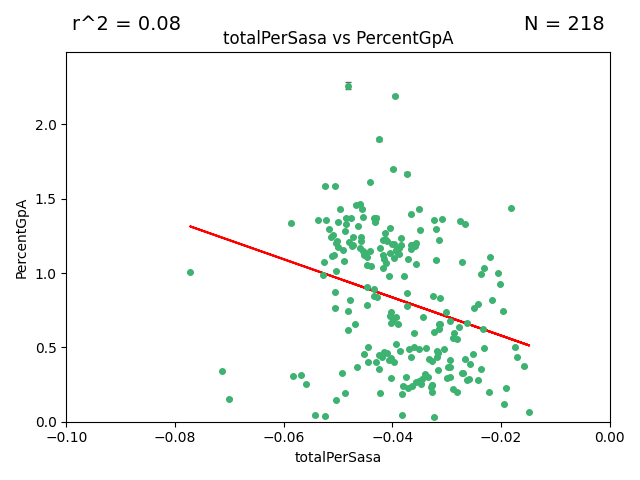 r^2 = 0.08
N = 218
totalPerSasa vs PercentGpA
PercentGpA
2.0
1.5
1.0
0.5
0.0
−0.10
−0.08
−0.06
−0.04
−0.02
0.00
totalPerSasa